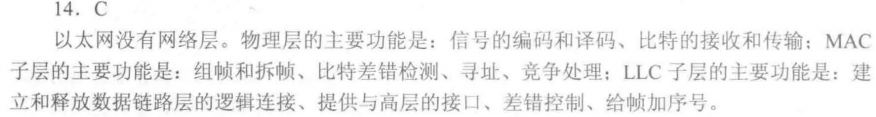 14．C
以太网没有网络层。物理层的主要功能是：信号的编码和译码、比特的接收和传输；MAC
子层的主要功能是：组帧和拆帧、比特差错检测、寻址、竞争处理；LLC 子层的主要功能是：建
立和释放数据链路层的逻辑连接、提供与高层的接口、差错控制、给帧加序号。